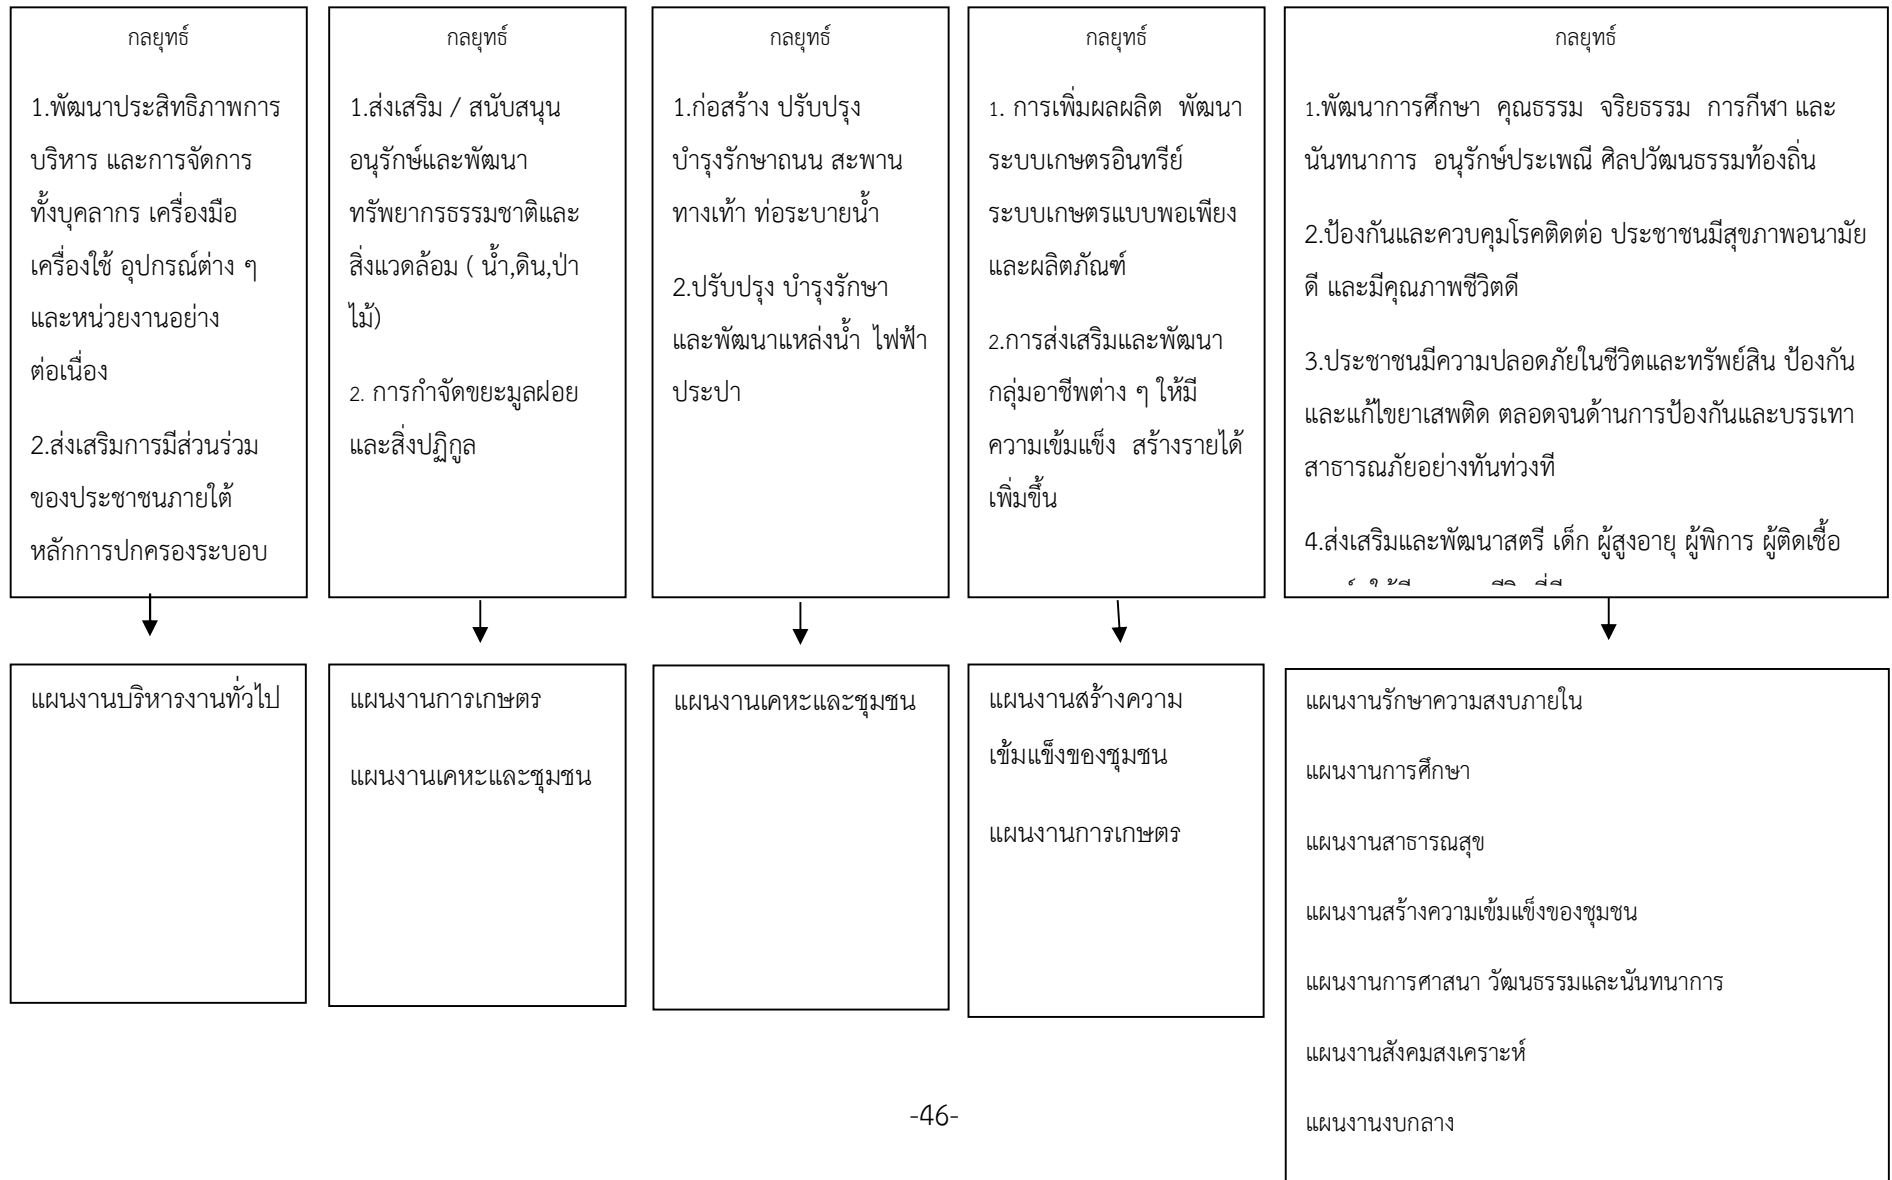 กลยุทธ์
1.พัฒนาประสิทธิภาพการ
บริหาร และการจัดการ
ทั้งบุคลากร เครื่องมือ
เครื่องใช้ อุปกรณ์ต่าง ๆ
และหน่วยงานอย่าง
ต่อเนื่อง
2.ส่งเสริมการมีส่วนร่วม
ของประชาชนภายใต้
หลักการปกครองระบอบ
กลยุทธ์
1.ส่งเสริม / สนับสนุน
อนุรักษ์และพัฒนา
ทรัพยากรธรรมชาติและ
สิ่งแวดล้อม ( น้ำ,ดิน,ป่า
ไม้)
2. การกำจัดขยะมูลฝอย
และสิ่งปฏิกูล
กลยุทธ์
1.ก่อสร้าง ปรับปรุง
บำรุงรักษาถนน สะพาน
ทางเท้า ท่อระบายน้ำ
2.ปรับปรุง บำรุงรักษา
และพัฒนาแหล่งน้ำ ไฟฟ้า
ประปา
กลยุทธ์
1. การเพิ่มผลผลิต พัฒนา
ระบบเกษตรอินทรีย์
ระบบเกษตรแบบพอเพียง
และผลิตภัณฑ์
2.การส่งเสริมและพัฒนา
กลุ่มอาชีพต่าง ๆ ให้มี
ความเข้มแข็ง สร้างรายได้
เพิ่มขึ้น
กลยุทธ์
1.พัฒนาการศึกษา คุณธรรม จริยธรรม การกีฬา และ
นันทนาการ อนุรักษ์ประเพณี ศิลปวัฒนธรรมท้องถิ่น
2.ป้องกันและควบคุมโรคติดต่อ ประชาชนมีสุขภาพอนามัย
ดี และมีคุณภาพชีวิตดี
3.ประชาชนมีความปลอดภัยในชีวิตและทรัพย์สิน ป้องกัน
และแก้ไขยาเสพติด ตลอดจนด้านการป้องกันและบรรเทา
สาธารณภัยอย่างทันท่วงที
4.ส่งเสริมและพัฒนาสตรี เด็ก ผู้สูงอายุ ผู้พิการ ผู้ติดเชื้อ
แผนงานบริหารงานทั่วไป
แผนงานการเกษตร
แผนงานเคหะและชุมชน
แผนงานเคหะและชุมชน
แผนงานสร้างความ
เข้มแข็งของชุมชน
แผนงานการเกษตร
แผนงานรักษาความสงบภายใน
แผนงานการศึกษา
แผนงานสาธารณสุข
แผนงานสร้างความเข้มแข็งของชุมชน
แผนงานการศาสนา วัฒนธรรมและนันทนาการ
แผนงานสังคมสงเคราะห์
แผนงานงบกลาง
-46-